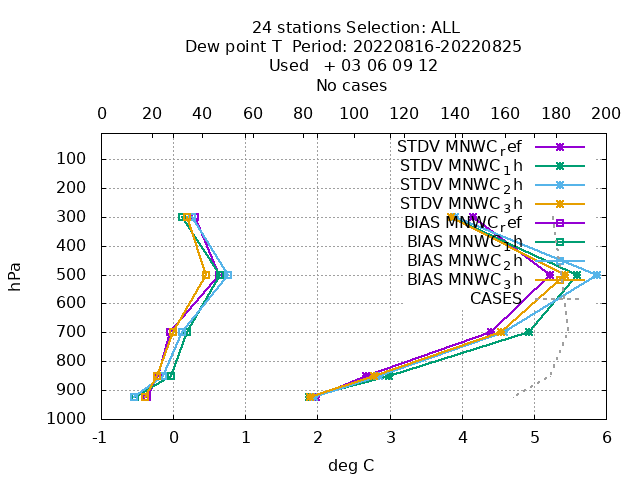 24 stations Selection: ALL
Dew point T  Period: 20220816-20220825
Used   + 03 06 09 12
No cases
0 20 40 60 80 100 120 140 160 180 200
STDV MNWC_ref
STDV MNWC_1h
STDV MNWC_2h
STDV MNWC_3h
BIAS MNWC_ref
BIAS MNWC_1h
BIAS MNWC_2h
BIAS MNWC_3h
CASES
hPa
100
200
300
400
500
600
700
800
900
1000
-1 0 1 2 3 4 5 6
deg C